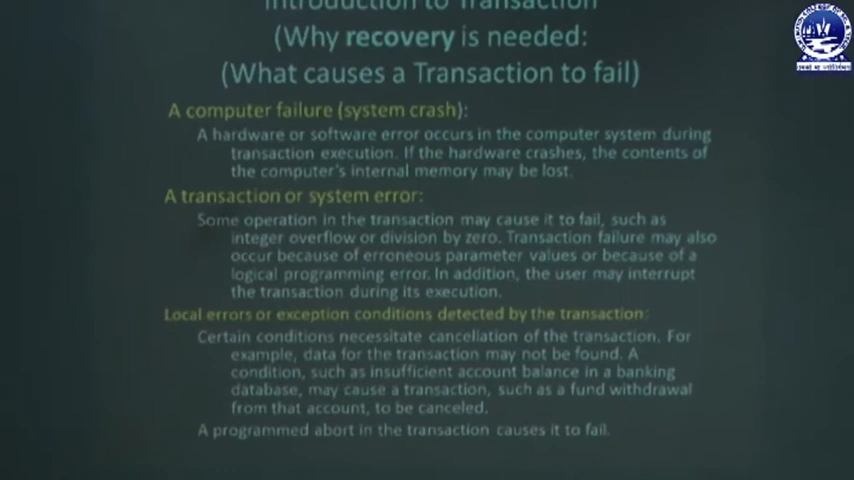 Introduction to Transaction
(Why recovery is needed:
(What causes a Transaction to fail)
A computer failure (system crash):
A hardware or software error occurs in the computer system during
transaction execution. If the hardware crashes, the contents of
the computer's internal memory may be lost.
A transaction or system error:
Some operation in the transaction may cause it to fail, such as
integer overflow or division by zero. Transaction failure may also
occur because of erroneous parameter values or because of a
logical programming error. In addition, the user may interrupt
the transaction during its execution.
Local errors or exception conditions detected by the transaction:
Certain conditions necessitate cancellation of the transaction. For
example, data for the transaction may not be found. A
condition, such as insufficient account balance in a banking
database, may cause a transaction, such as a fund withdrawal
from that account, to be canceled.
A programmed abort in the transaction causes it to fail.